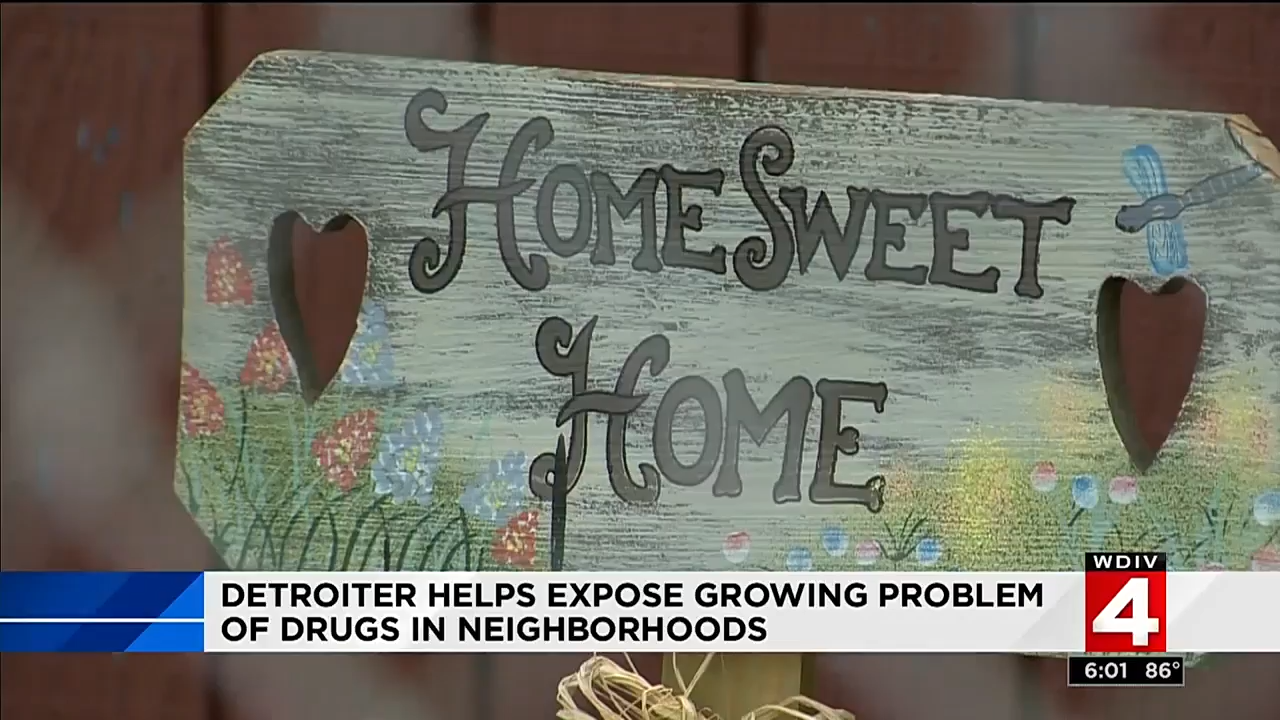 HOME SWEET
HOME
DETROITER HELPS EXPOSE GROWING PROBLEM
OF DRUGS IN NEIGHBORHOODS
WDIV
4
6:01 86°